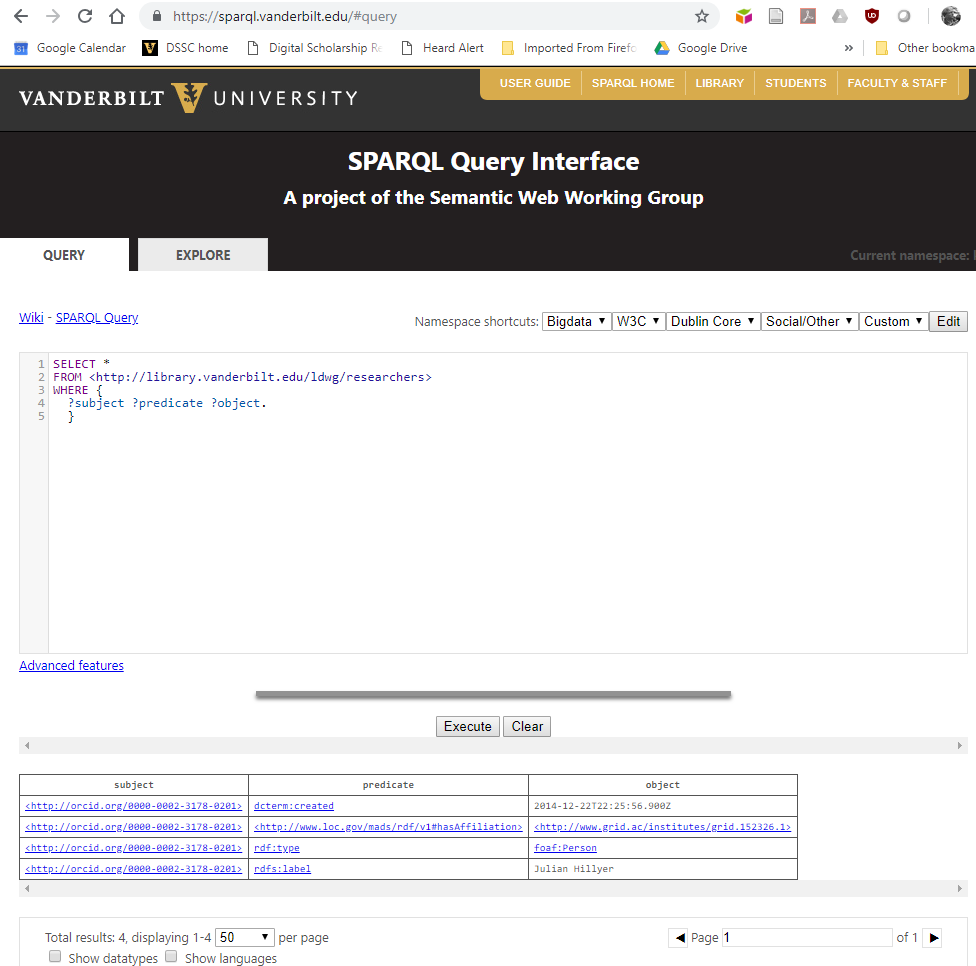 https://sparql.vanderbilt.edu/#query
31 Google Calendar DSSC home Digital Scholarship Re Heard Alert Imported From Firefo Google Drive » Other bookma
VANDERBILT V UNIVERSITY USER GUIDE SPARQL HOME LIBRARY STUDENTS FACULTY & STAFF
SPARQL Query Interface
A project of the Semantic Web Working Group
QUERY EXPLORE Current namespace:
Wiki - SPARQL Query Namespace shortcuts: Bigdata W3C Dublin Core Social/Other Custom Edit
1 SELECT *
2 FROM <http://library.vanderbilt.edu/ldwg/researchers>
3 WHERE {
4 ?subject ?predicate ?object.
5 }
Advanced features
Execute Clear
subject predicate object
<http://orcid.org/0000-0002-3178-0201> dcterm:created 2014-12-22T22:25:56.900Z
<http://orcid.org/0000-0002-3178-0201> <http://www.loc.gov/mads/rdf/v1#hasAffiliation> <http://www.grid.ac/institutes/grid.152326.1>
<http://orcid.org/0000-0002-3178-0201> rdf:type foaf:Person
<http://orcid.org/0000-0002-3178-0201> rdfs:label Julian Hillyer
Total results: 4, displaying 1-4 50 per page Page 1 of 1
Show datatypes Show languages